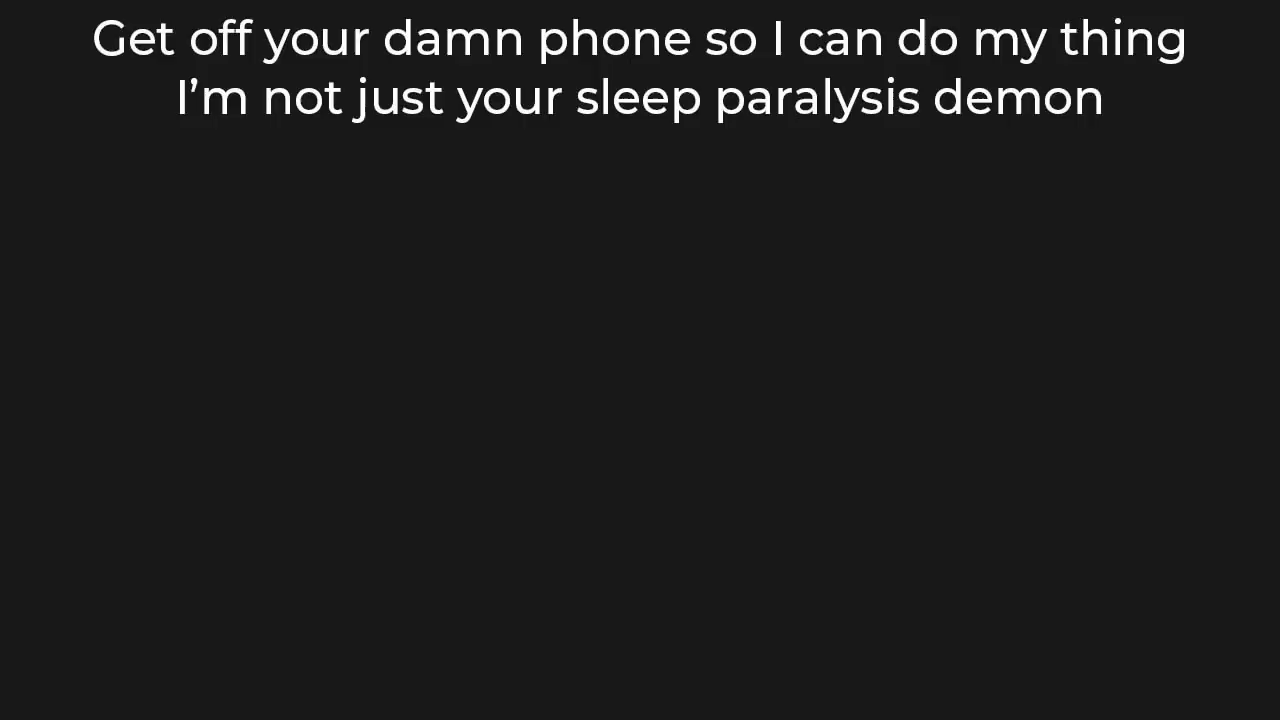 Get off your damn phone so I can do my thing
I’m not just your sleep paralysis demon